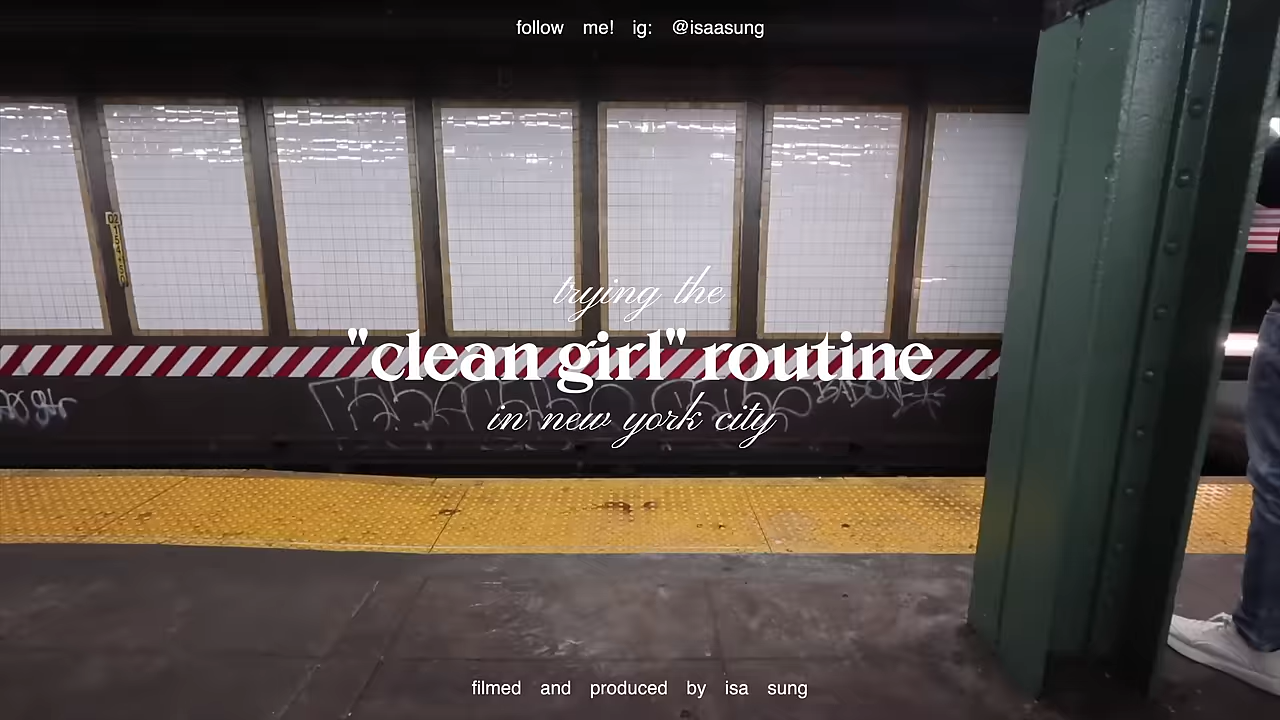 follow me! ig: @isaasung
trying the
"clean girl" routine
in new york city
filmed and produced by isa sung